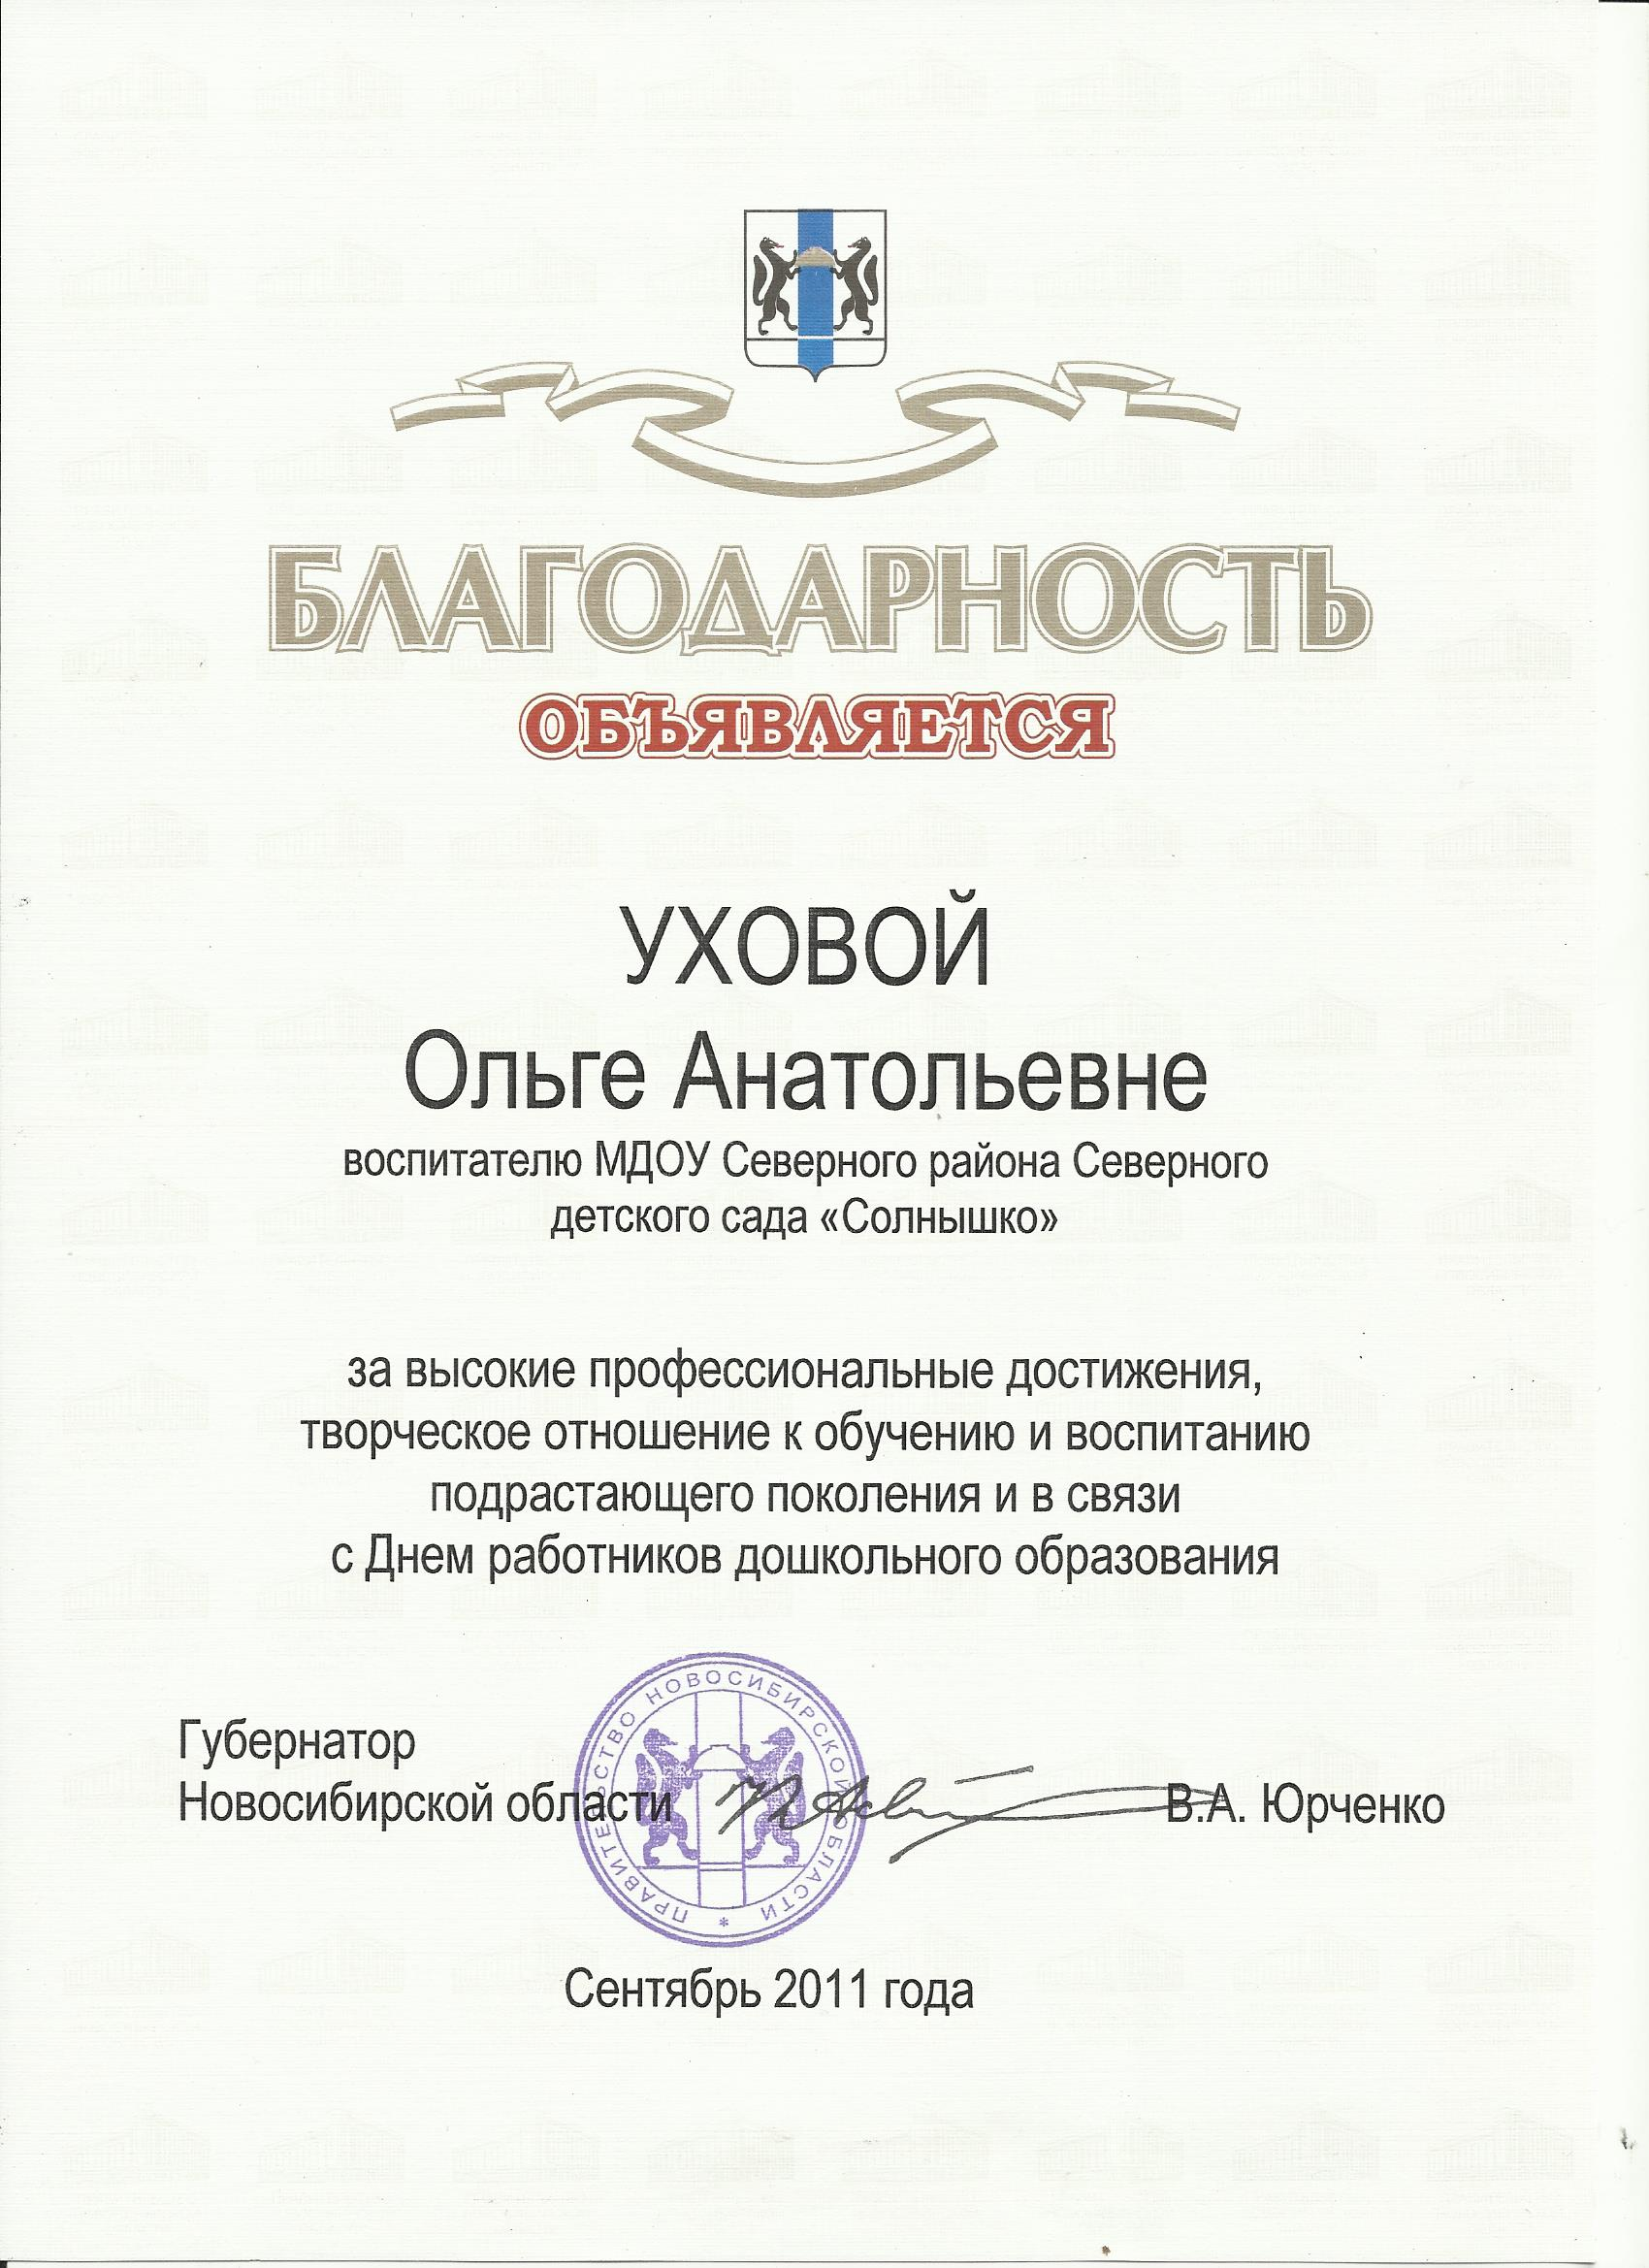 БЛАГОДАРНОСТЬ
ОБЪЯВЛЯЕТСЯ
УХОВОЙ
Ольге Анатольевне
воспитателю МДОУ Северного района Северного
детского сада «Солнышко»
за высокие профессиональные достижения,
творческое отношение к обучению и воспитанию
подрастающего поколения и в связи
с Днем работников дошкольного образования
Губернатор
Новосибирской области
В.А. Юрченко
ПРАВИТЕЛЬСТВО НОВОСИБИРСКОЙ ОБЛАСТИ *
Сентябрь 2011 года